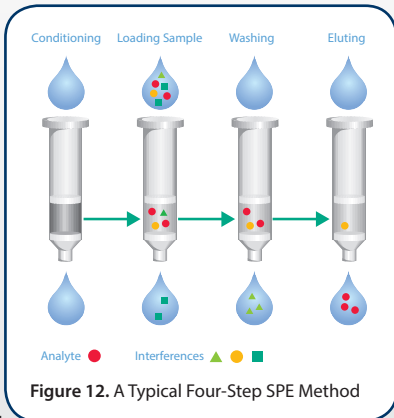 Conditioning Loading Sample Washing Eluting
Analyte Interferences
Figure 12. A Typical Four-Step SPE Method